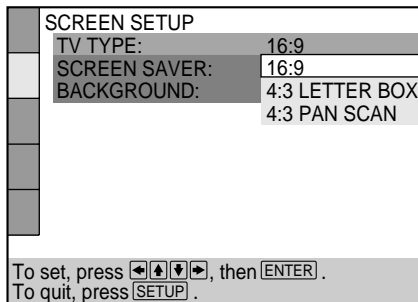 SCREEN SETUP
TV TYPE: 16:9
SCREEN SAVER: 16:9
BACKGROUND: 4:3 LETTER BOX
4:3 PAN SCAN
To set, press ←↑↓→, then ENTER .
To quit, press SETUP .